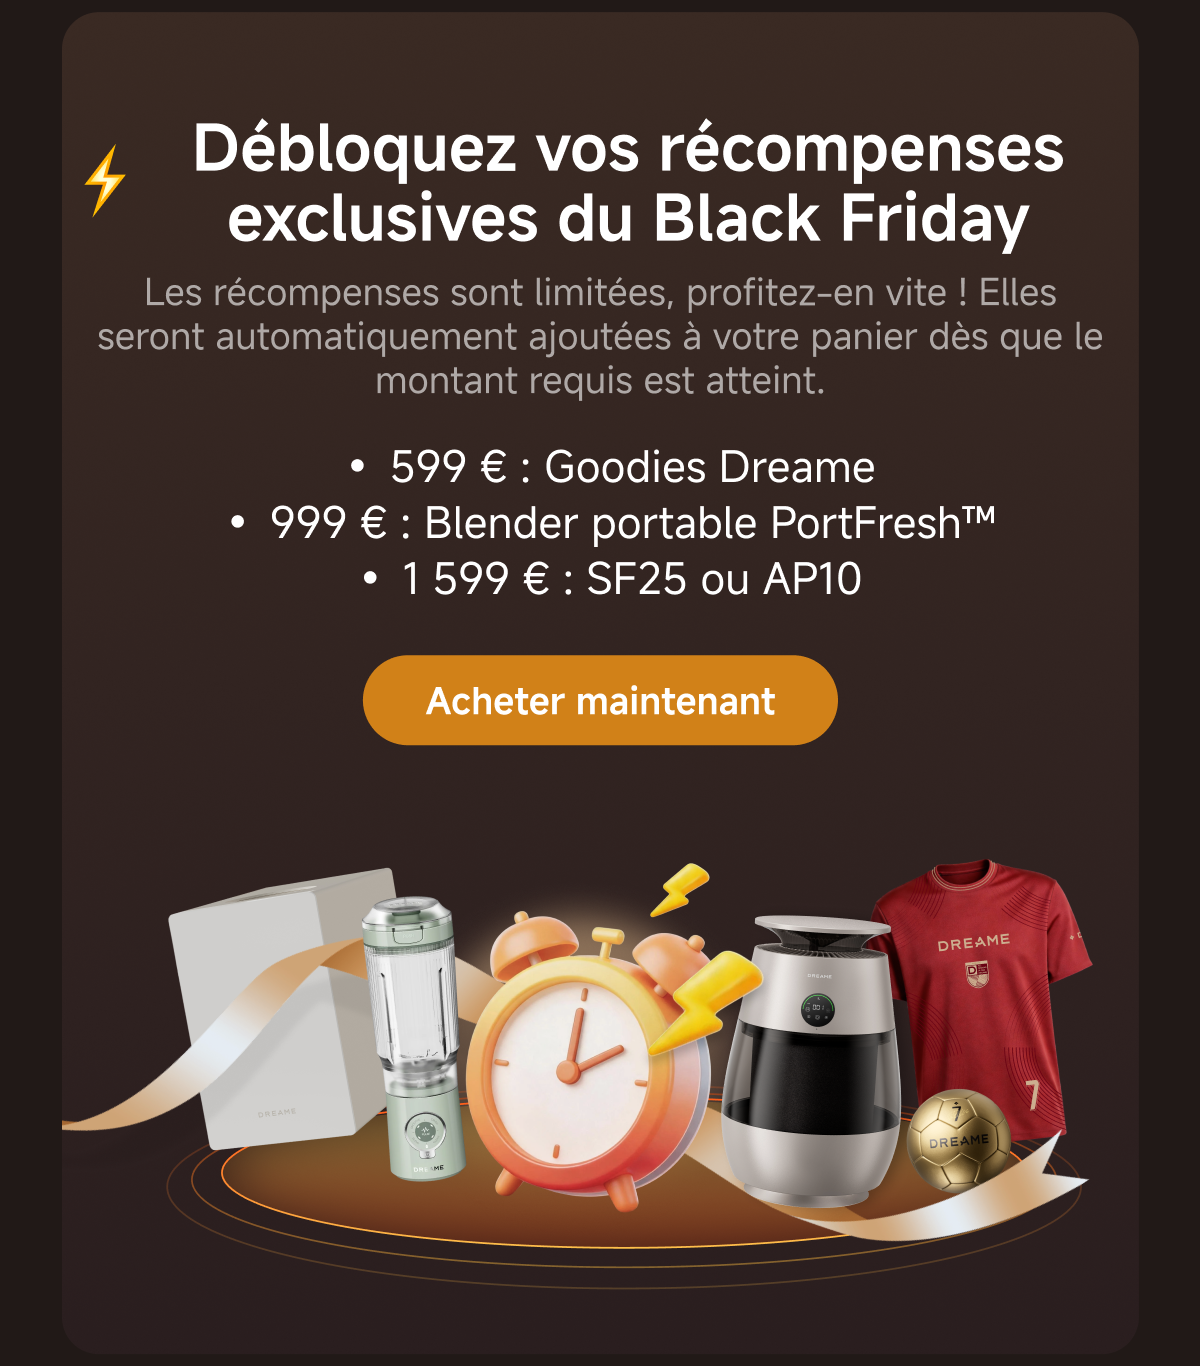 Débloquez vos récompenses
exclusives du Black Friday
Les récompenses sont limitées, profitez-en vite ! Elles
seront automatiquement ajoutées à votre panier dès que le
montant requis est atteint.
• 599 € : Goodies Dreame
• 999 € : Blender portable PortFresh™
• 1 599 € : SF25 ou AP10
Acheter maintenant
DREAME
DREAME
DREAME
DREAME
D
7
7
DREAME